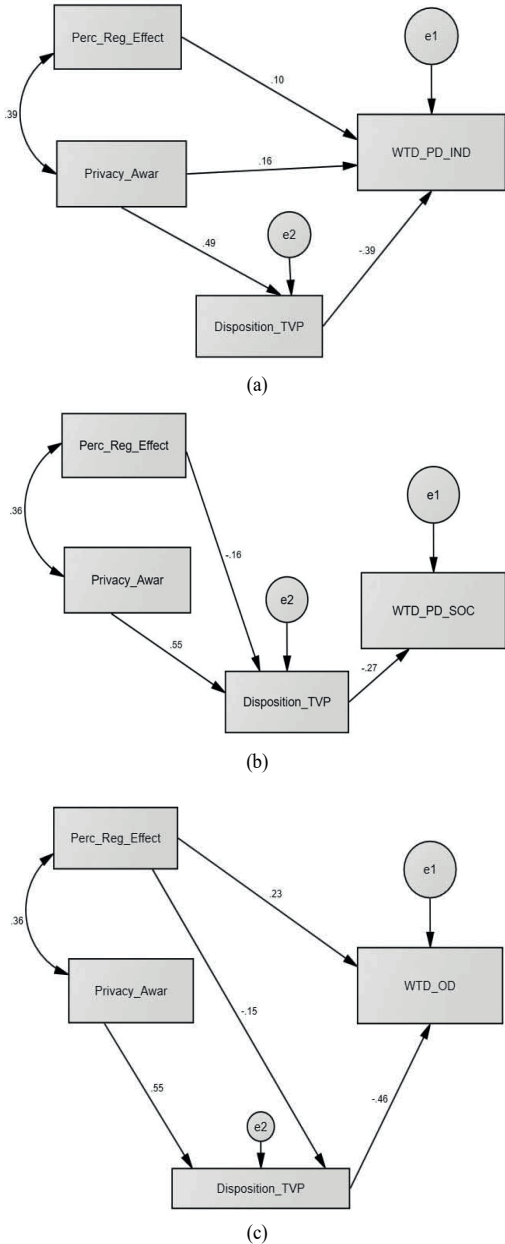 Perc_Reg_Effect
e1
.10
.39
WTD_PD_IND
Privacy_Awar
.16
e2
.49
-.39
Disposition_TVP
(a)
Perc_Reg_Effect
e1
.36
-.16
Privacy_Awar
e2
WTD_PD_SOC
.55
-.27
Disposition_TVP
(b)
Perc_Reg_Effect
e1
.23
.36
Privacy_Awar
WTD_OD
-.15
.55
-.46
e2
Disposition_TVP
(c)